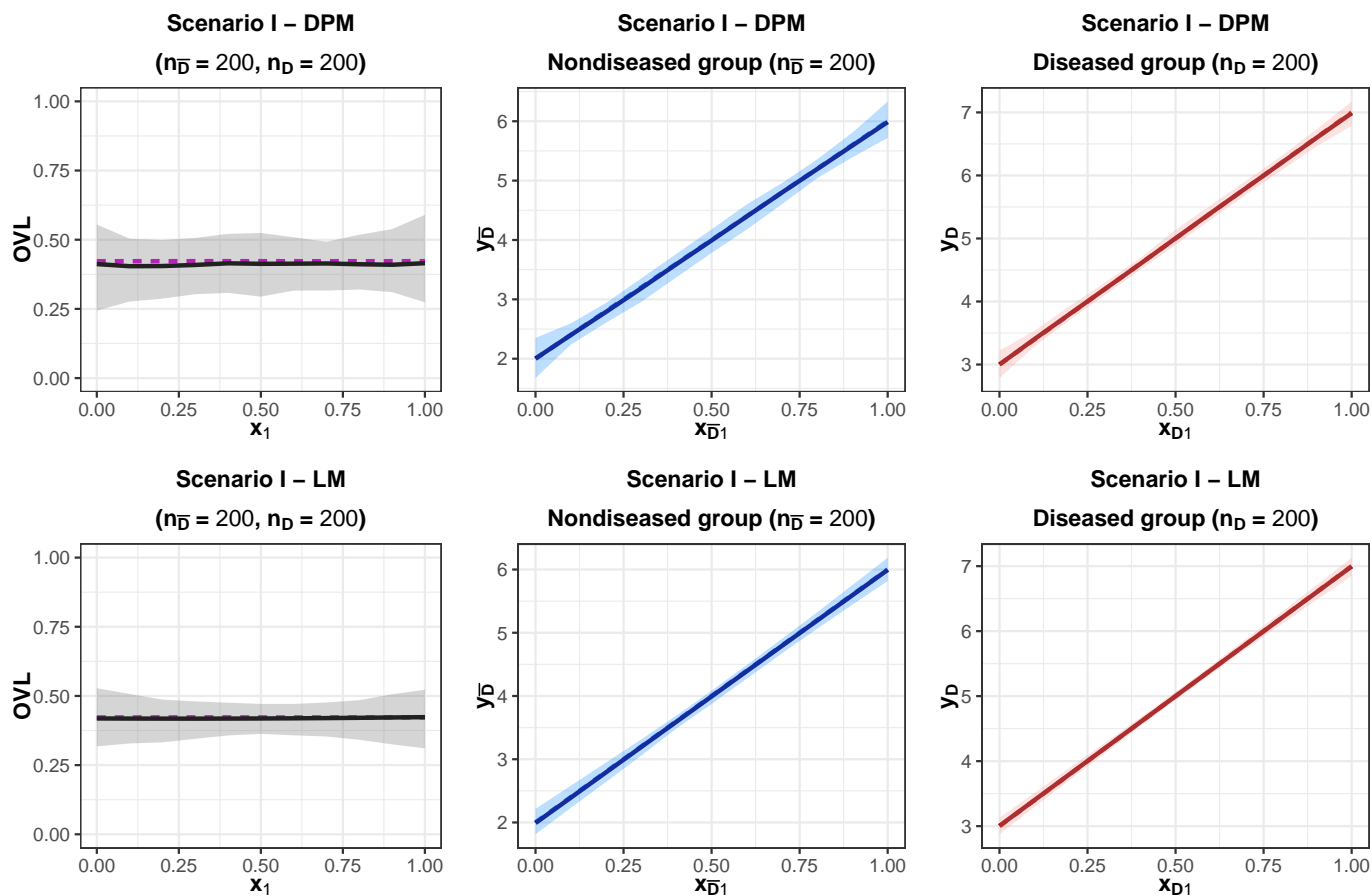 Scenario I – DPM
(n_D̅ = 200, n_D = 200)
OVL
1.00
0.75
0.50
0.25
0.00
0.00 0.25 0.50 0.75 1.00
x₁
Scenario I – DPM
Nondiseased group (n_D̅ = 200)
y_D̅
6
5
4
3
2
0.00 0.25 0.50 0.75 1.00
x_D̅1
Scenario I – DPM
Diseased group (n_D = 200)
y_D
7
6
5
4
3
0.00 0.25 0.50 0.75 1.00
x_D1
Scenario I – LM
(n_D̅ = 200, n_D = 200)
OVL
1.00
0.75
0.50
0.25
0.00
0.00 0.25 0.50 0.75 1.00
x₁
Scenario I – LM
Nondiseased group (n_D̅ = 200)
y_D̅
6
5
4
3
2
0.00 0.25 0.50 0.75 1.00
x_D̅1
Scenario I – LM
Diseased group (n_D = 200)
y_D
7
6
5
4
3
0.00 0.25 0.50 0.75 1.00
x_D1